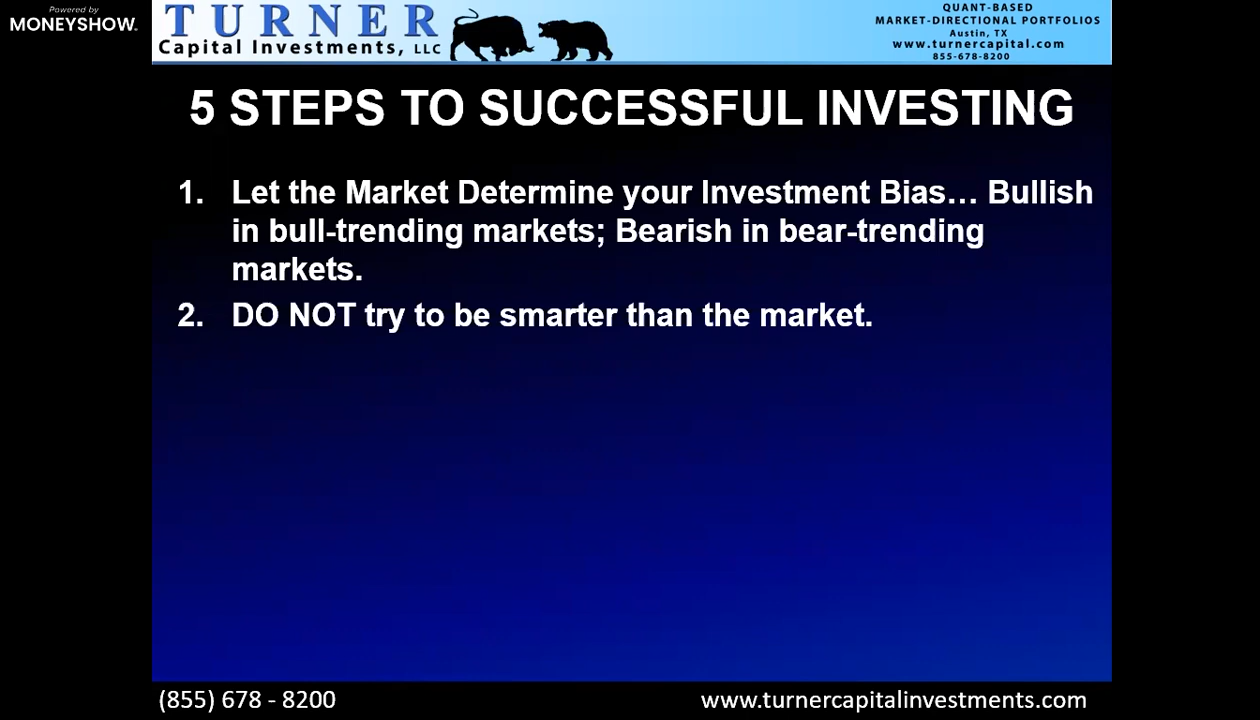 Powered by
MONEYSHOW.
TURNER
Capital Investments, LLC
QUANT-BASED
MARKET-DIRECTIONAL PORTFOLIOS
Austin, TX
www.turnercapital.com
855-678-8200
5 STEPS TO SUCCESSFUL INVESTING
1. Let the Market Determine your Investment Bias... Bullish
in bull-trending markets; Bearish in bear-trending
markets.
2. DO NOT try to be smarter than the market.
(855) 678 - 8200
www.turnercapitalinvestments.com